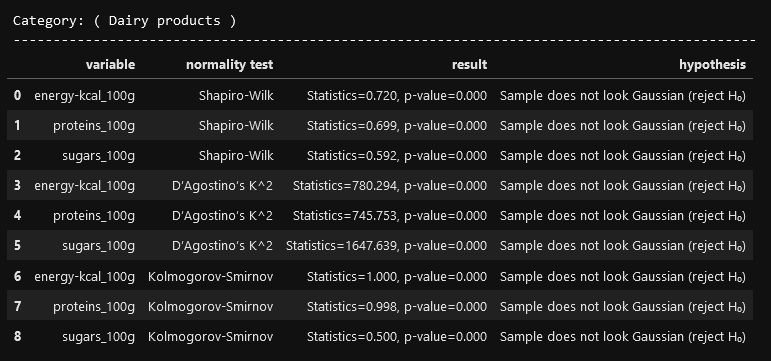 Category: ( Dairy products )
----------------------------------------------------------------------------------------------
variable normality test result hypothesis
0 energy-kcal_100g Shapiro-Wilk Statistics=0.720, p-value=0.000 Sample does not look Gaussian (reject H₀)
1 proteins_100g Shapiro-Wilk Statistics=0.699, p-value=0.000 Sample does not look Gaussian (reject H₀)
2 sugars_100g Shapiro-Wilk Statistics=0.592, p-value=0.000 Sample does not look Gaussian (reject H₀)
3 energy-kcal_100g D’Agostino’s K^2 Statistics=780.294, p-value=0.000 Sample does not look Gaussian (reject H₀)
4 proteins_100g D’Agostino’s K^2 Statistics=745.753, p-value=0.000 Sample does not look Gaussian (reject H₀)
5 sugars_100g D’Agostino’s K^2 Statistics=1647.639, p-value=0.000 Sample does not look Gaussian (reject H₀)
6 energy-kcal_100g Kolmogorov-Smirnov Statistics=1.000, p-value=0.000 Sample does not look Gaussian (reject H₀)
7 proteins_100g Kolmogorov-Smirnov Statistics=0.998, p-value=0.000 Sample does not look Gaussian (reject H₀)
8 sugars_100g Kolmogorov-Smirnov Statistics=0.500, p-value=0.000 Sample does not look Gaussian (reject H₀)